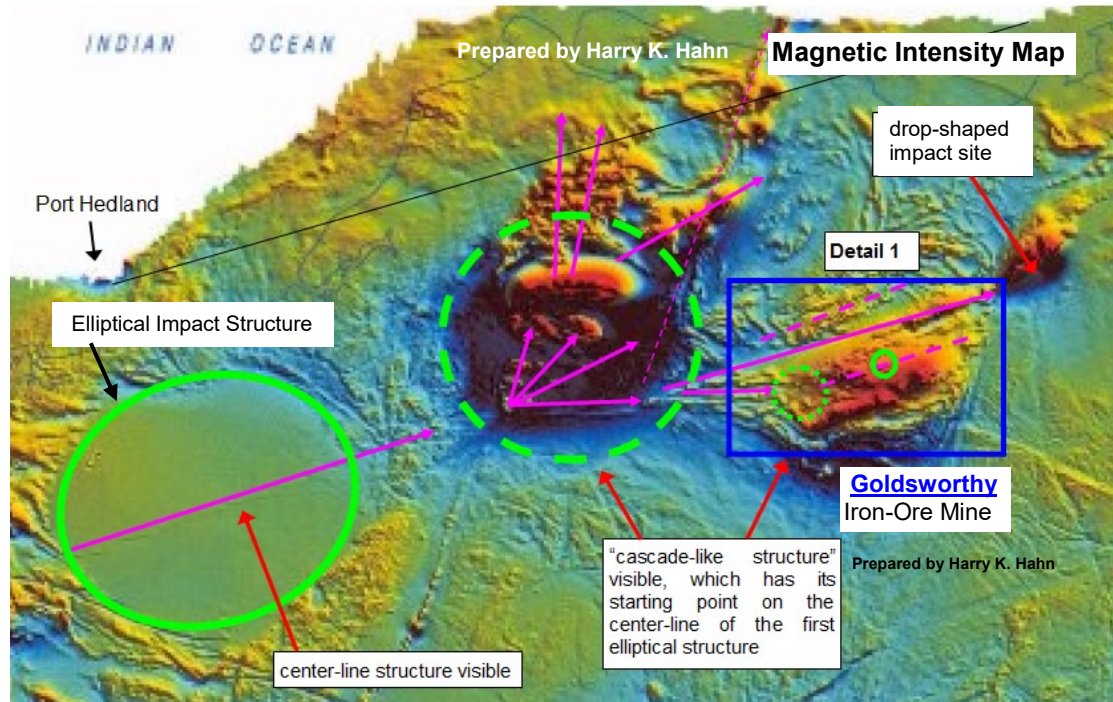 INDIAN OCEAN
Prepared by Harry K. Hahn
Magnetic Intensity Map
drop-shaped
impact site
Port Hedland
Detail 1
Elliptical Impact Structure
Goldsworthy
Iron-Ore Mine
"cascade-like structure"
visible, which has its
starting point on the
center-line of the first
elliptical structure
Prepared by Harry K. Hahn
center-line structure visible